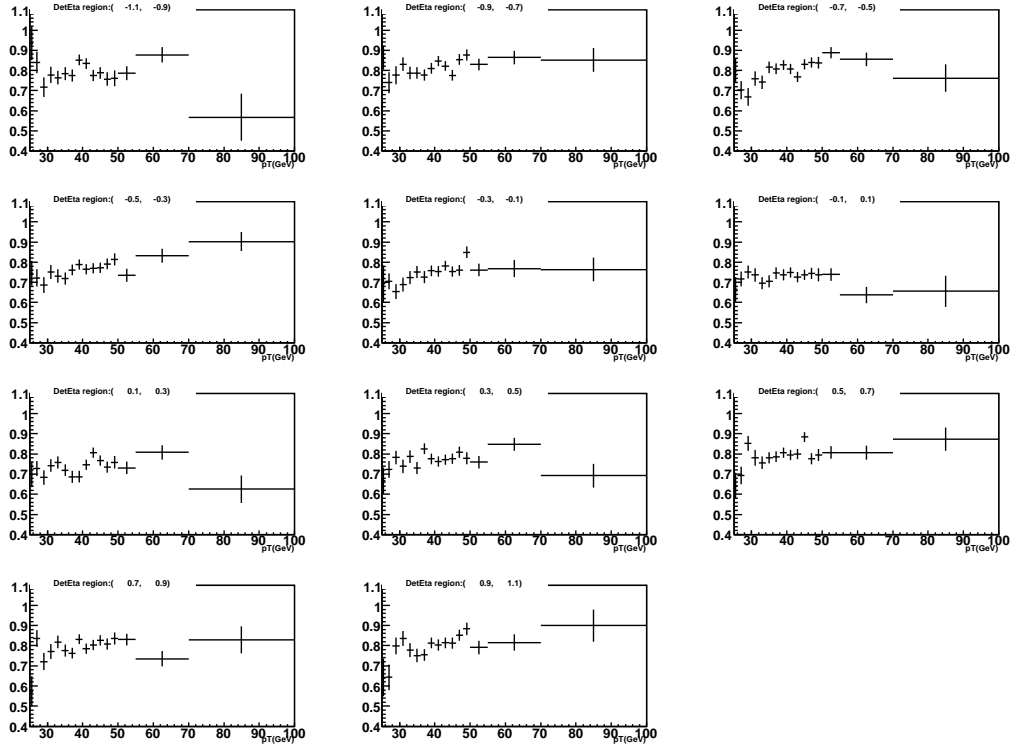 DetEta region:( -1.1, -0.9)
1.1
1
0.9
0.8
0.7
0.6
0.5
0.4
30 40 50 60 70 80 90 100
pT(GeV)
DetEta region:( -0.9, -0.7)
1.1
1
0.9
0.8
0.7
0.6
0.5
0.4
30 40 50 60 70 80 90 100
pT(GeV)
DetEta region:( -0.7, -0.5)
1.1
1
0.9
0.8
0.7
0.6
0.5
0.4
30 40 50 60 70 80 90 100
pT(GeV)
DetEta region:( -0.5, -0.3)
1.1
1
0.9
0.8
0.7
0.6
0.5
0.4
30 40 50 60 70 80 90 100
pT(GeV)
DetEta region:( -0.3, -0.1)
1.1
1
0.9
0.8
0.7
0.6
0.5
0.4
30 40 50 60 70 80 90 100
pT(GeV)
DetEta region:( -0.1, 0.1)
1.1
1
0.9
0.8
0.7
0.6
0.5
0.4
30 40 50 60 70 80 90 100
pT(GeV)
DetEta region:( 0.1, 0.3)
1.1
1
0.9
0.8
0.7
0.6
0.5
0.4
30 40 50 60 70 80 90 100
pT(GeV)
DetEta region:( 0.3, 0.5)
1.1
1
0.9
0.8
0.7
0.6
0.5
0.4
30 40 50 60 70 80 90 100
pT(GeV)
DetEta region:( 0.5, 0.7)
1.1
1
0.9
0.8
0.7
0.6
0.5
0.4
30 40 50 60 70 80 90 100
pT(GeV)
DetEta region:( 0.7, 0.9)
1.1
1
0.9
0.8
0.7
0.6
0.5
0.4
30 40 50 60 70 80 90 100
pT(GeV)
DetEta region:( 0.9, 1.1)
1.1
1
0.9
0.8
0.7
0.6
0.5
0.4
30 40 50 60 70 80 90 100
pT(GeV)